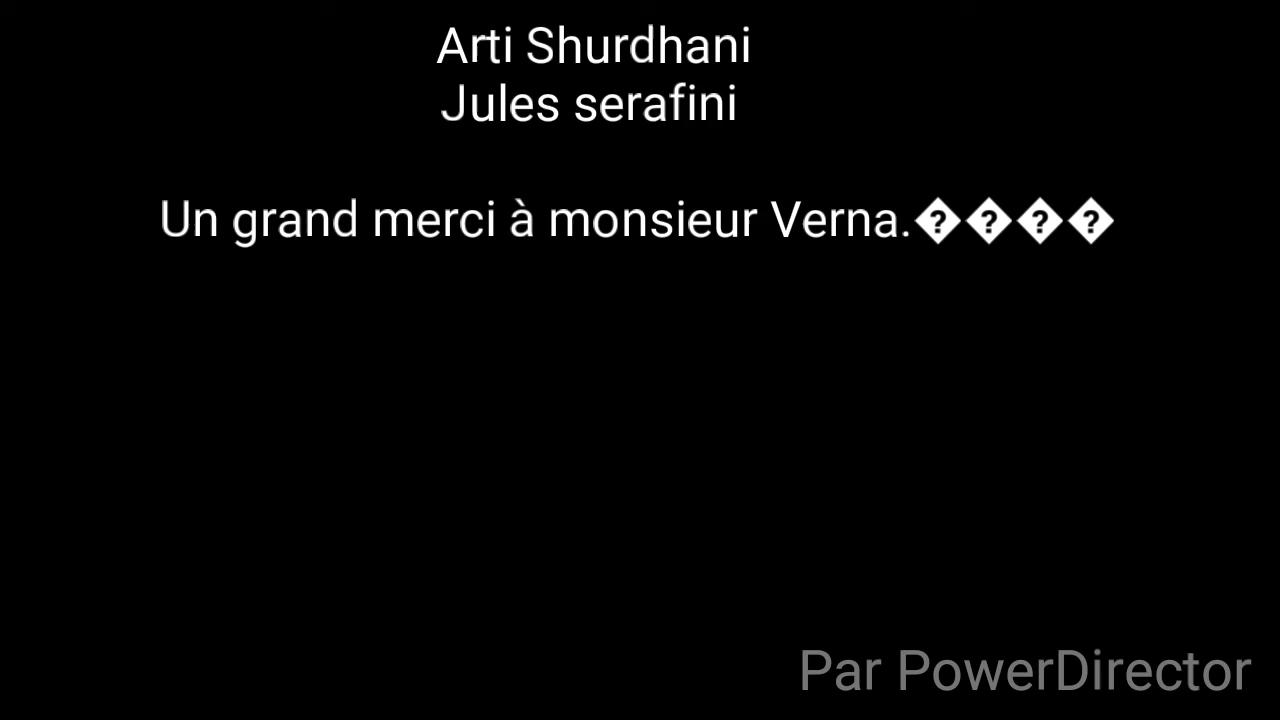 Arti Shurdhani
Jules serafini
Un grand merci à monsieur Verna.����
Par PowerDirector